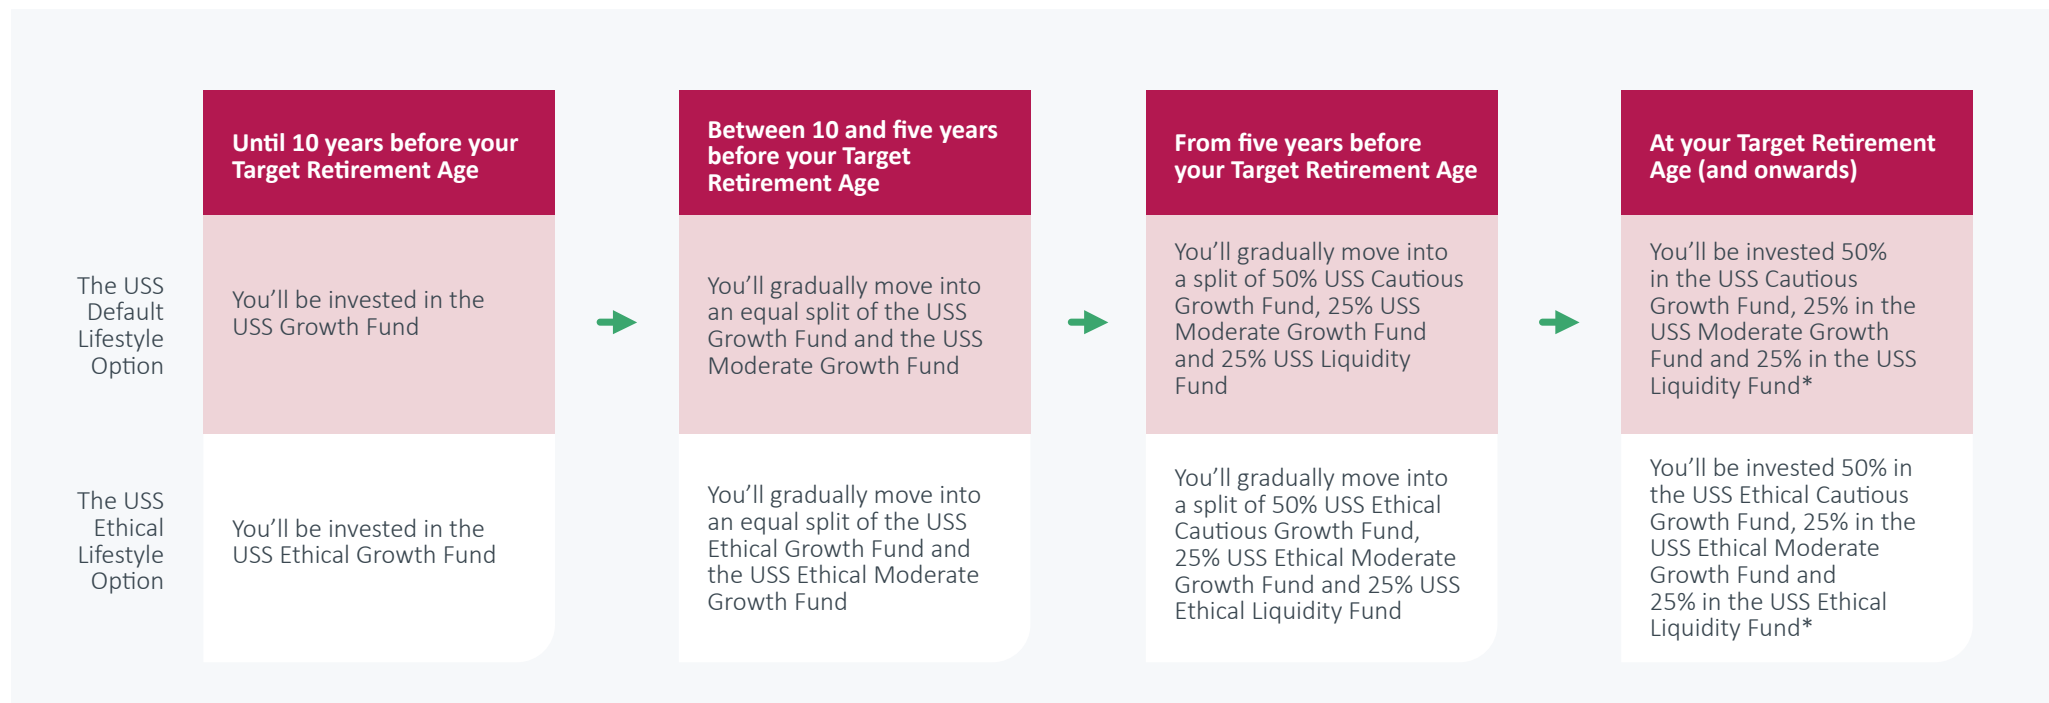 Until 10 years before your
Target Retirement Age
Between 10 and five years
before your Target
Retirement Age
From five years before
your Target Retirement Age
At your Target Retirement
Age (and onwards)
The USS
Default
Lifestyle
Option
You’ll be invested in the
USS Growth Fund
You’ll gradually move into
an equal split of the USS
Growth Fund and the USS
Moderate Growth Fund
You’ll gradually move into
a split of 50% USS Cautious
Growth Fund, 25% USS
Moderate Growth Fund
and 25% USS Liquidity
Fund
You’ll be invested 50%
in the USS Cautious
Growth Fund, 25% in the
USS Moderate Growth
Fund and 25% in the USS
Liquidity Fund*
The USS
Ethical
Lifestyle
Option
You’ll be invested in the
USS Ethical Growth Fund
You’ll gradually move into
an equal split of the USS
Ethical Growth Fund and
the USS Ethical Moderate
Growth Fund
You’ll gradually move into
a split of 50% USS Ethical
Cautious Growth Fund,
25% USS Ethical Moderate
Growth Fund and 25% USS
Ethical Liquidity Fund
You’ll be invested 50% in
the USS Ethical Cautious
Growth Fund, 25% in the
USS Ethical Moderate
Growth Fund and
25% in the USS Ethical
Liquidity Fund*